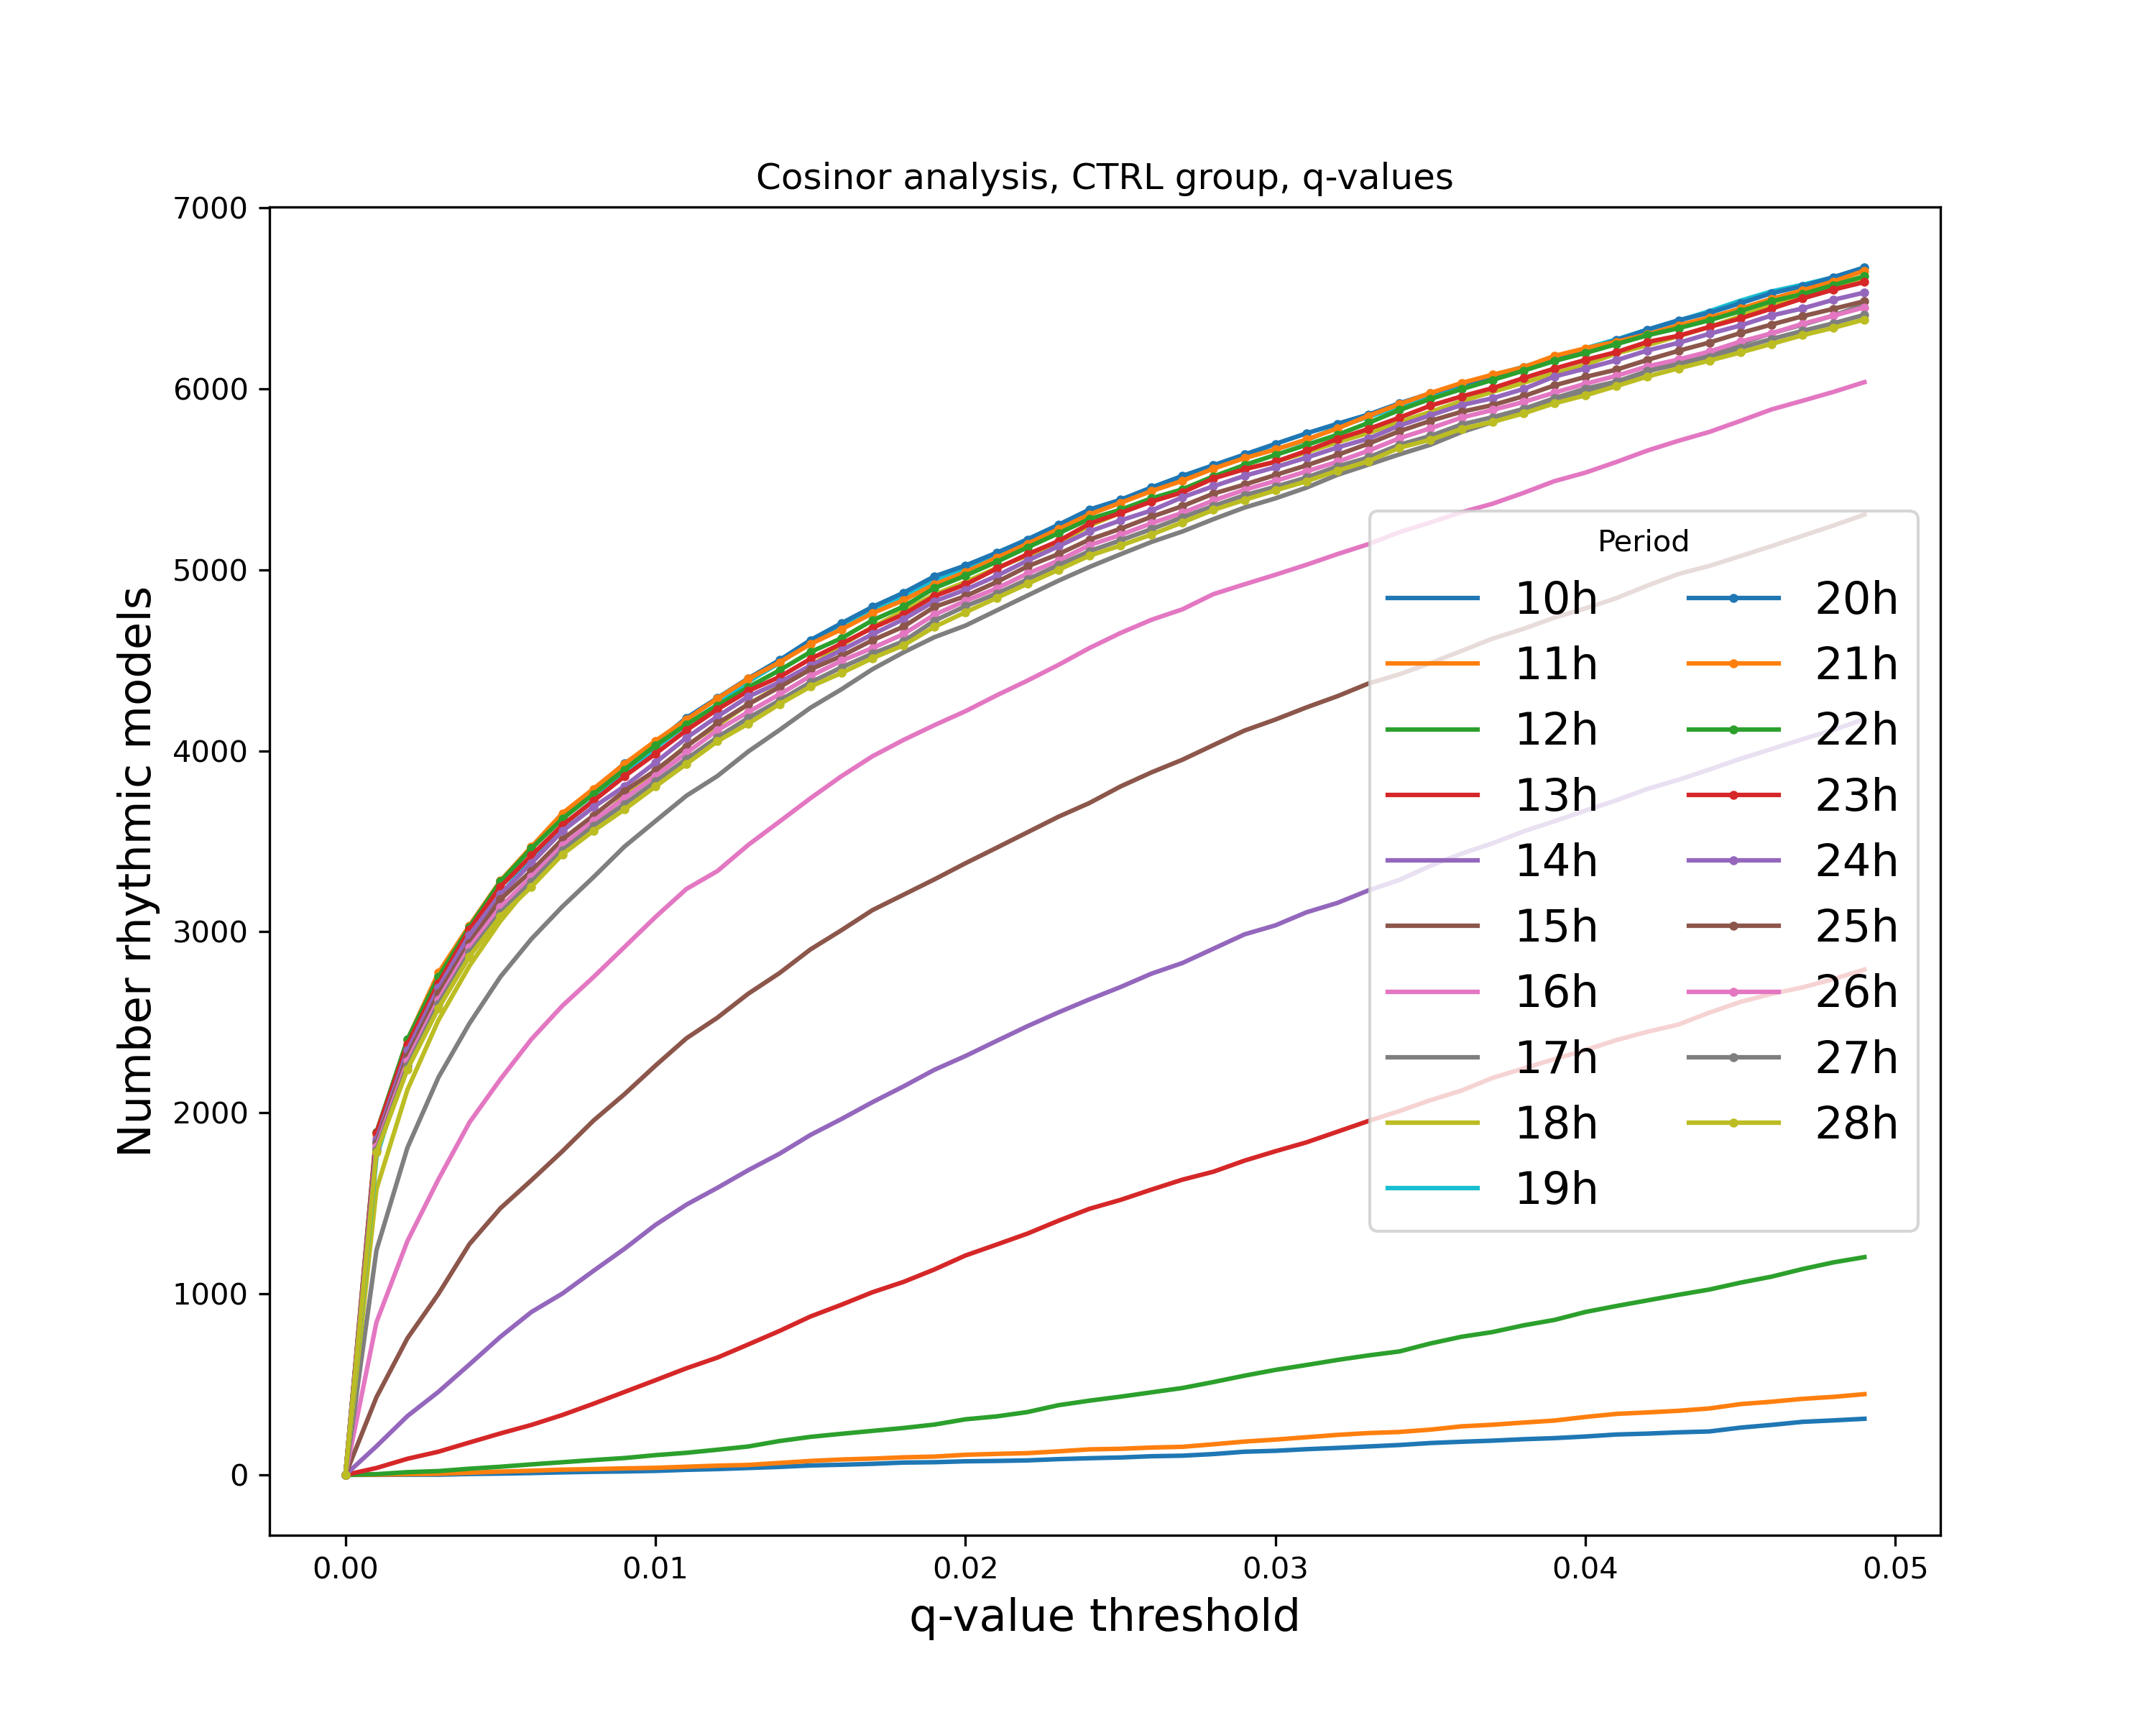 Cosinor analysis, CTRL group, q-values
7000
6000
5000
4000
3000
2000
1000
0
Number rhythmic models
Period
10h 20h
11h 21h
12h 22h
13h 23h
14h 24h
15h 25h
16h 26h
17h 27h
18h 28h
19h
0.00 0.01 0.02 0.03 0.04 0.05
q-value threshold